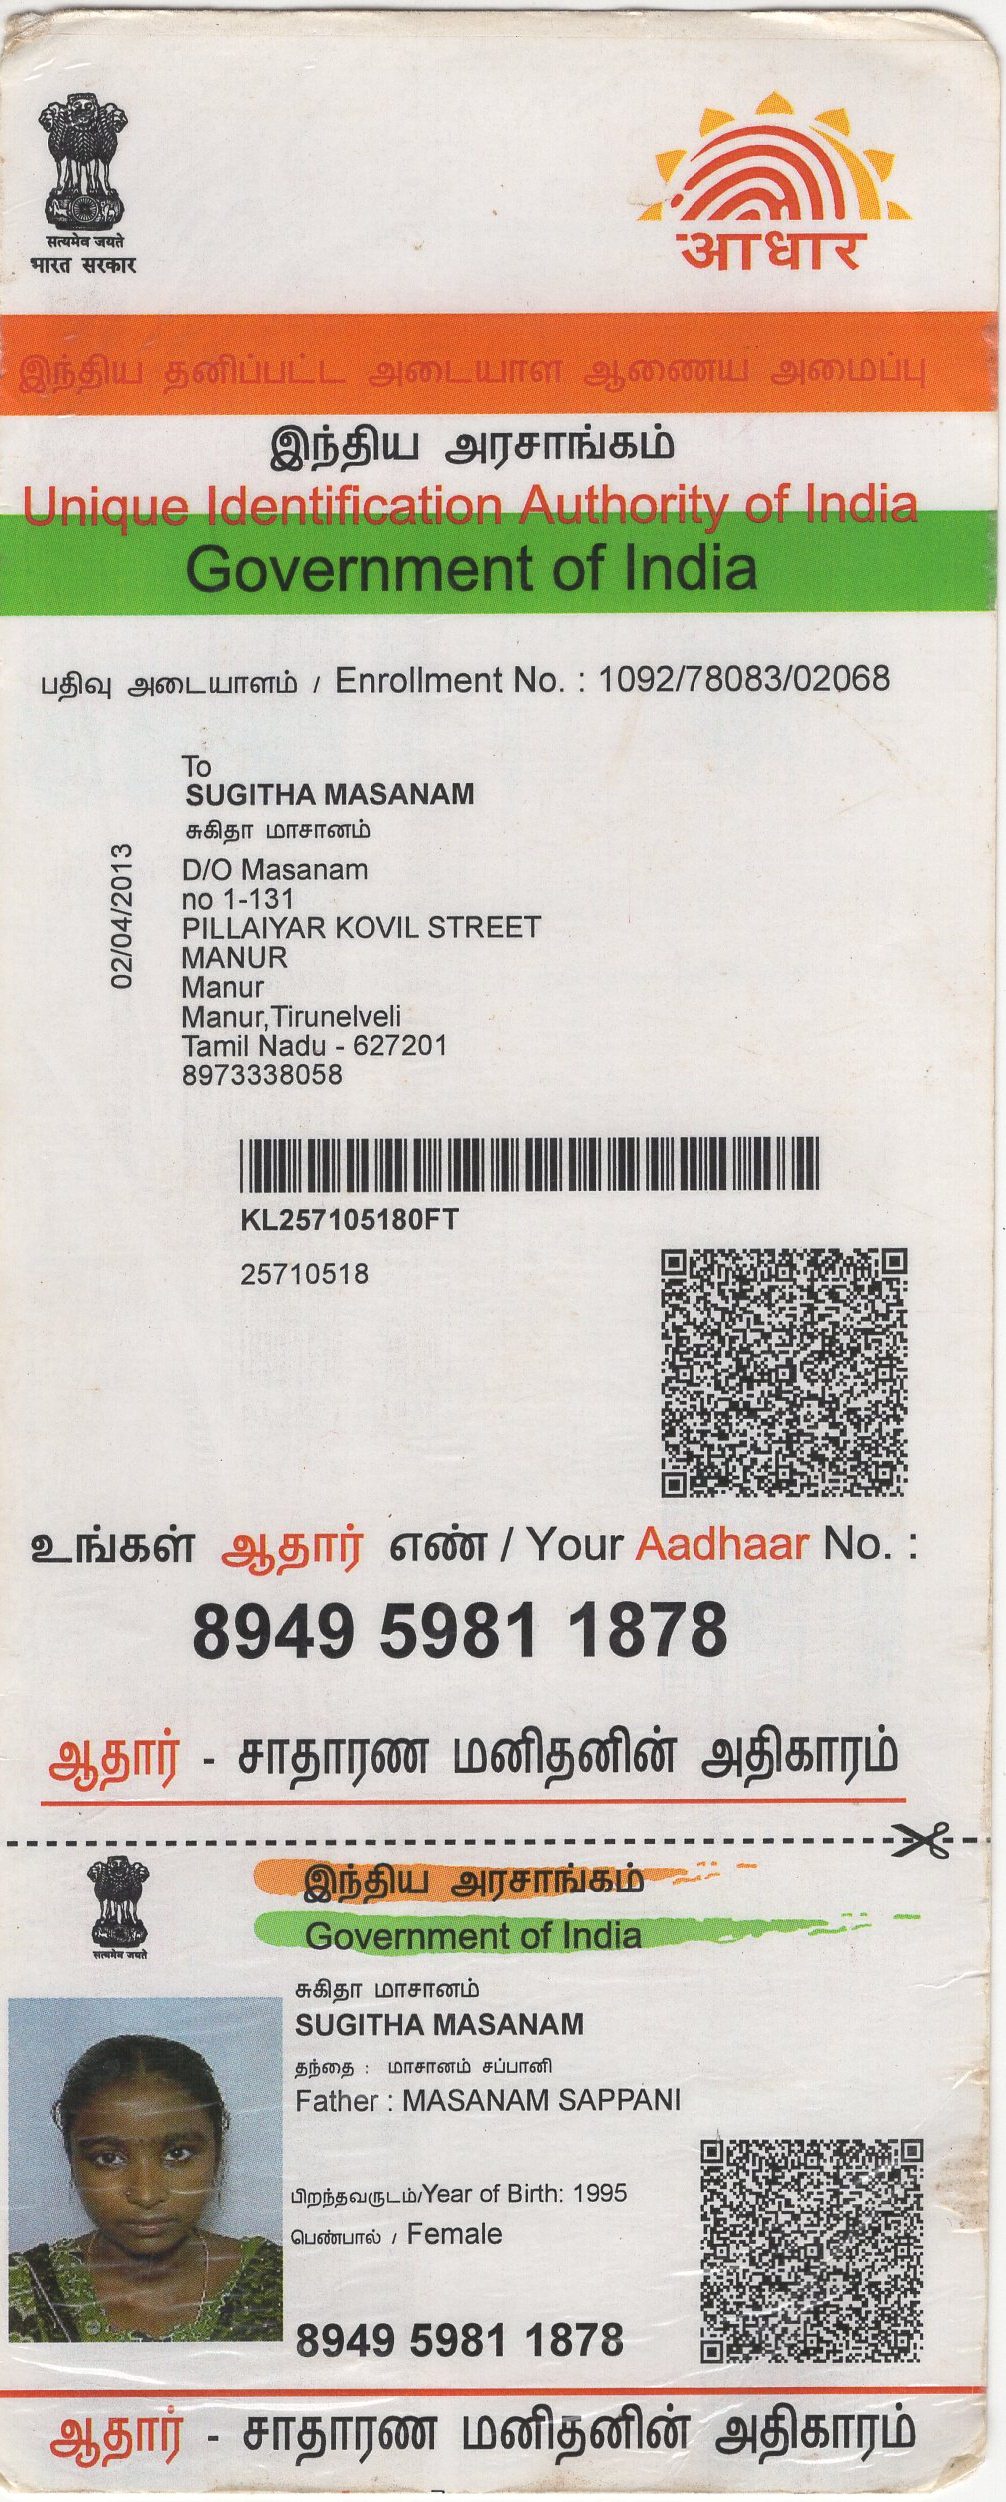 सत्यमेव जयते
भारत सरकार
आधार
இந்திய தனிப்பட்ட அடையாள ஆணைய அமைப்பு
இந்திய அரசாங்கம்
Unique Identification Authority of India
Government of India
பதிவு அடையாளம் / Enrollment No. : 1092/78083/02068
To
SUGITHA MASANAM
சுகிதா மாசானம்
D/O Masanam
no 1-131
PILLAIYAR KOVIL STREET
MANUR
Manur
Manur,Tirunelveli
Tamil Nadu - 627201
8973338058
02/04/2013
KL257105180FT
25710518
உங்கள் ஆதார் எண் / Your Aadhaar No. :
8949 5981 1878
ஆதார் - சாதாரண மனிதனின் அதிகாரம்
सत्यमेव जयते
இந்திய அரசாங்கம்
Government of India
சுகிதா மாசானம்
SUGITHA MASANAM
தந்தை : மாசானம் சப்பானி
Father : MASANAM SAPPANI
பிறந்தவருடம்/Year of Birth: 1995
பெண்பால் / Female
8949 5981 1878
ஆதார் - சாதாரண மனிதனின் அதிகாரம்